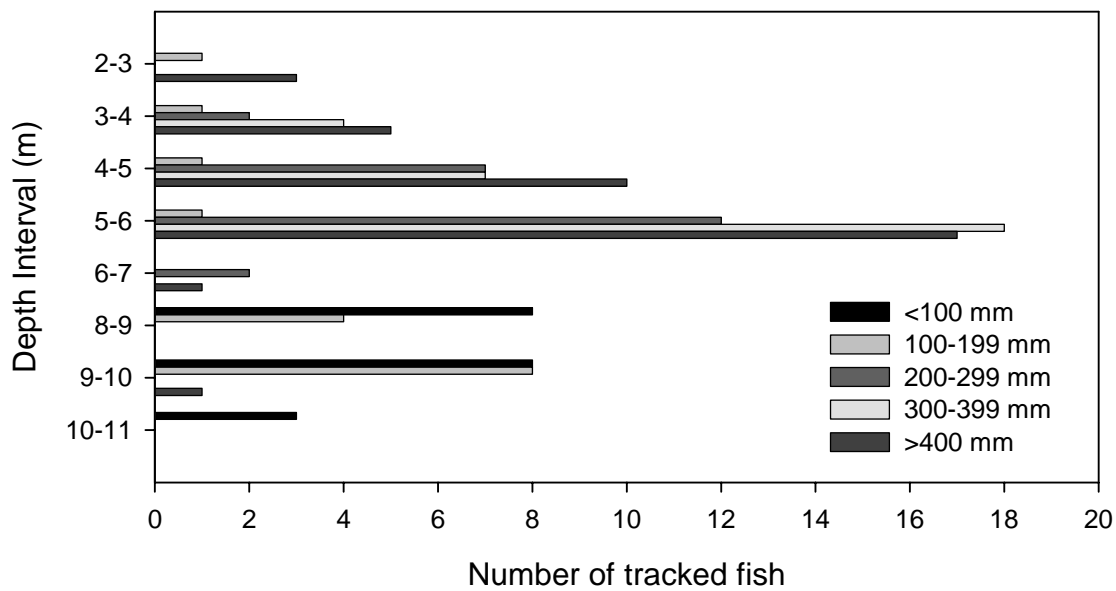 Depth Interval (m)
2-3
3-4
4-5
5-6
6-7
8-9
9-10
10-11
<100 mm
100-199 mm
200-299 mm
300-399 mm
>400 mm
0 2 4 6 8 10 12 14 16 18 20
Number of tracked fish